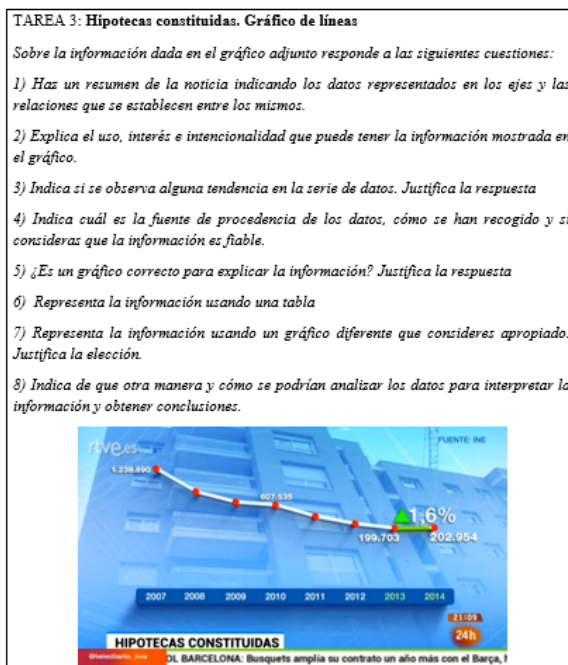 TAREA 3: Hipotecas constituidas. Gráfico de líneas
Sobre la información dada en el gráfico adjunto responde a las siguientes cuestiones:
1) Haz un resumen de la noticia indicando los datos representados en los ejes y las
relaciones que se establecen entre los mismos.
2) Explica el uso, interés e intencionalidad que puede tener la información mostrada en
el gráfico.
3) Indica si se observa alguna tendencia en la serie de datos. Justifica la respuesta
4) Indica cuál es la fuente de procedencia de los datos, cómo se han recogido y si
consideras que la información es fiable.
5) ¿Es un gráfico correcto para explicar la información? Justifica la respuesta
6) Representa la información usando una tabla
7) Representa la información usando un gráfico diferente que consideres apropiado.
Justifica la elección.
8) Indica de que otra manera y cómo se podrían analizar los datos para interpretar la
información y obtener conclusiones.
rtve.es
FUENTE: INE
1.238.890
607.535
1,6%
199.703
202.954
2007 2008 2009 2010 2011 2012 2013 2014
21:09
24h
HIPOTECAS CONSTITUIDAS
@telediario_tve
OL BARCELONA: Busquets amplía su contrato un año más con el Barça, h